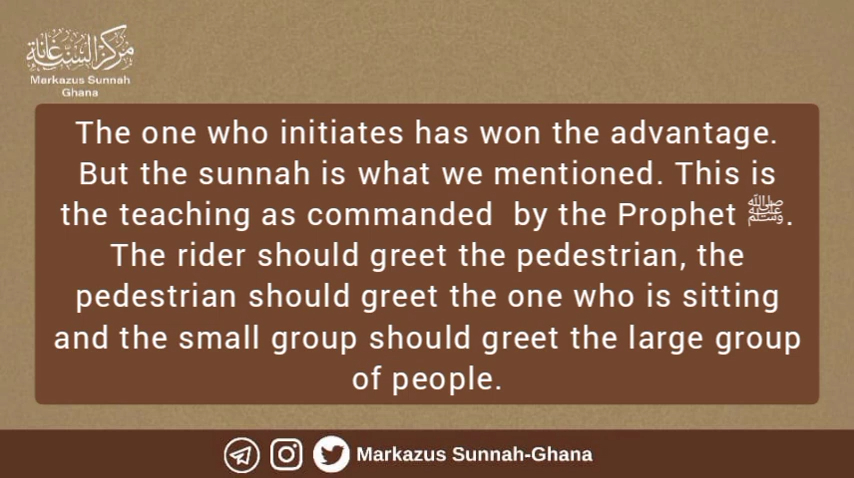 مركز السنة غانة
Markazus Sunnah
Ghana
The one who initiates has won the advantage.
But the sunnah is what we mentioned. This is
the teaching as commanded by the Prophet ﷺ.
The rider should greet the pedestrian, the
pedestrian should greet the one who is sitting
and the small group should greet the large group
of people.
Markazus Sunnah-Ghana